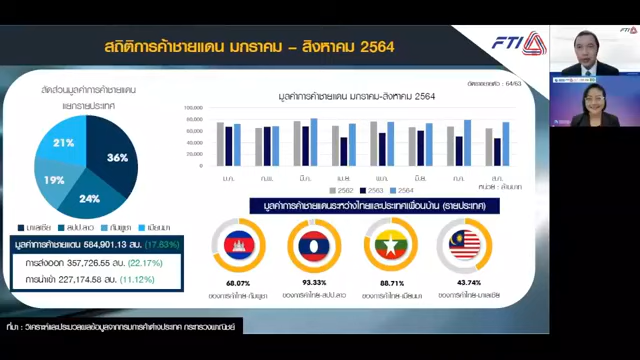 สถิติการค้าชายแดน มกราคม – สิงหาคม 2564
FTI
สัดส่วนมูลค่าการค้าชายแดน
แยกรายประเทศ
36%
24%
19%
21%
มาเลเซีย สปป.ลาว กัมพูชา เมียนมา
มูลค่าการค้าชายแดน 584,901.13 ลบ. (17.63%)
การส่งออก 357,726.55 ลบ. (22.17%)
การนำเข้า 227,174.58 ลบ. (11.12%)
อัตราขยายตัว : 64/63
มูลค่าการค้าชายแดน มกราคม-สิงหาคม 2564
100,000
80,000
60,000
40,000
20,000
0
ม.ค. ก.พ. มี.ค. เม.ย. พ.ค. มิ.ย. ก.ค. ส.ค.
หน่วย : ล้านบาท
2562 2563 2564
มูลค่าการค้าชายแดนระหว่างไทยและประเทศเพื่อนบ้าน (รายประเทศ)
68.07% 93.33% 88.71% 43.74%
ของการค้าไทย-กัมพูชา ของการค้าไทย-สปป.ลาว ของการค้าไทย-เมียนมา ของการค้าไทย-มาเลเซีย
ที่มา : วิเคราะห์และประมวลผลข้อมูลจากกรมการค้าต่างประเทศ กระทรวงพาณิชย์